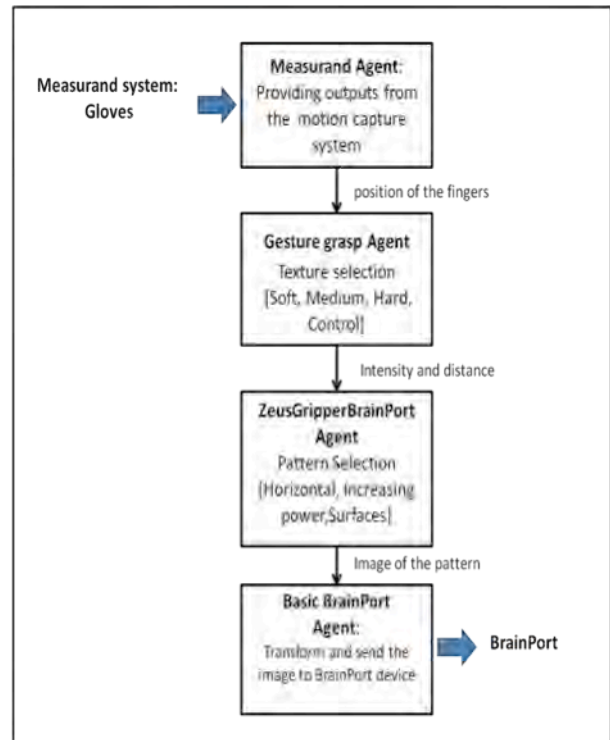 Measurand system:
Gloves
Measurand Agent:
Providing outputs from
the motion capture
system
position of the fingers
Gesture grasp Agent
Texture selection
[Soft, Medium, Hard,
Control]
Intensity and distance
ZeusGripperBrainPort
Agent
Pattern Selection
[Horizontal, Increasing
power,Surfaces]
Image of the pattern
Basic BrainPort
Agent:
Transform and send the
image to BrainPort device
BrainPort